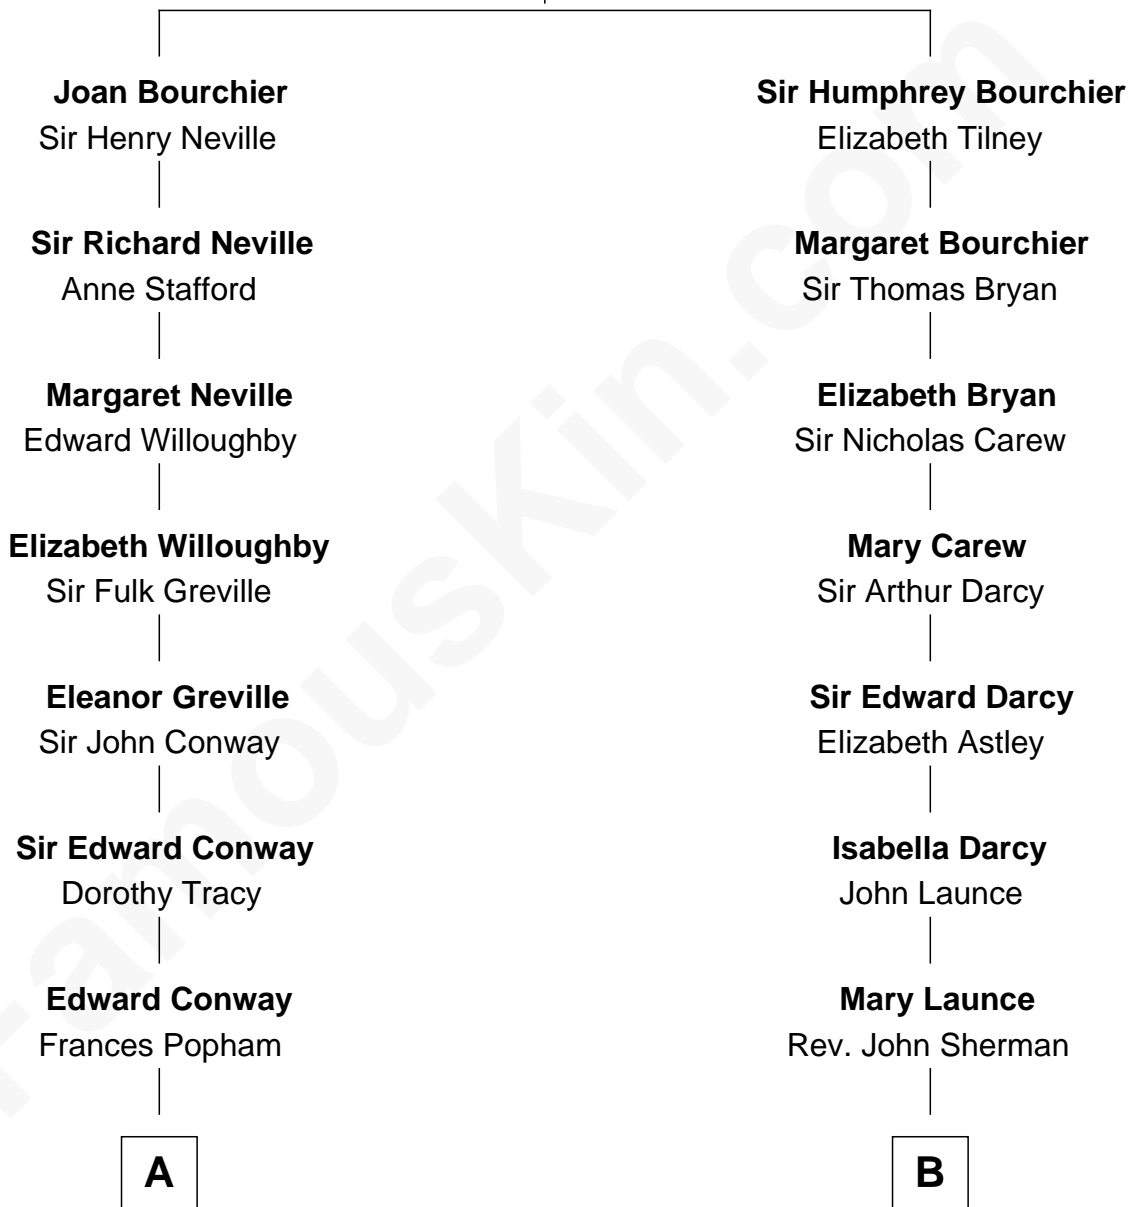 Joan Bourchier
Sir Henry Neville
Sir Richard Neville
Anne Stafford
Margaret Neville
Edward Willoughby
Elizabeth Willoughby
Sir Fulk Greville
Eleanor Greville
Sir John Conway
Sir Edward Conway
Dorothy Tracy
Edward Conway
Frances Popham
A
Sir Humphrey Bourchier
Elizabeth Tilney
Margaret Bourchier
Sir Thomas Bryan
Elizabeth Bryan
Sir Nicholas Carew
Mary Carew
Sir Arthur Darcy
Sir Edward Darcy
Elizabeth Astley
Isabella Darcy
John Launce
Mary Launce
Rev. John Sherman
B
FamousKin.com